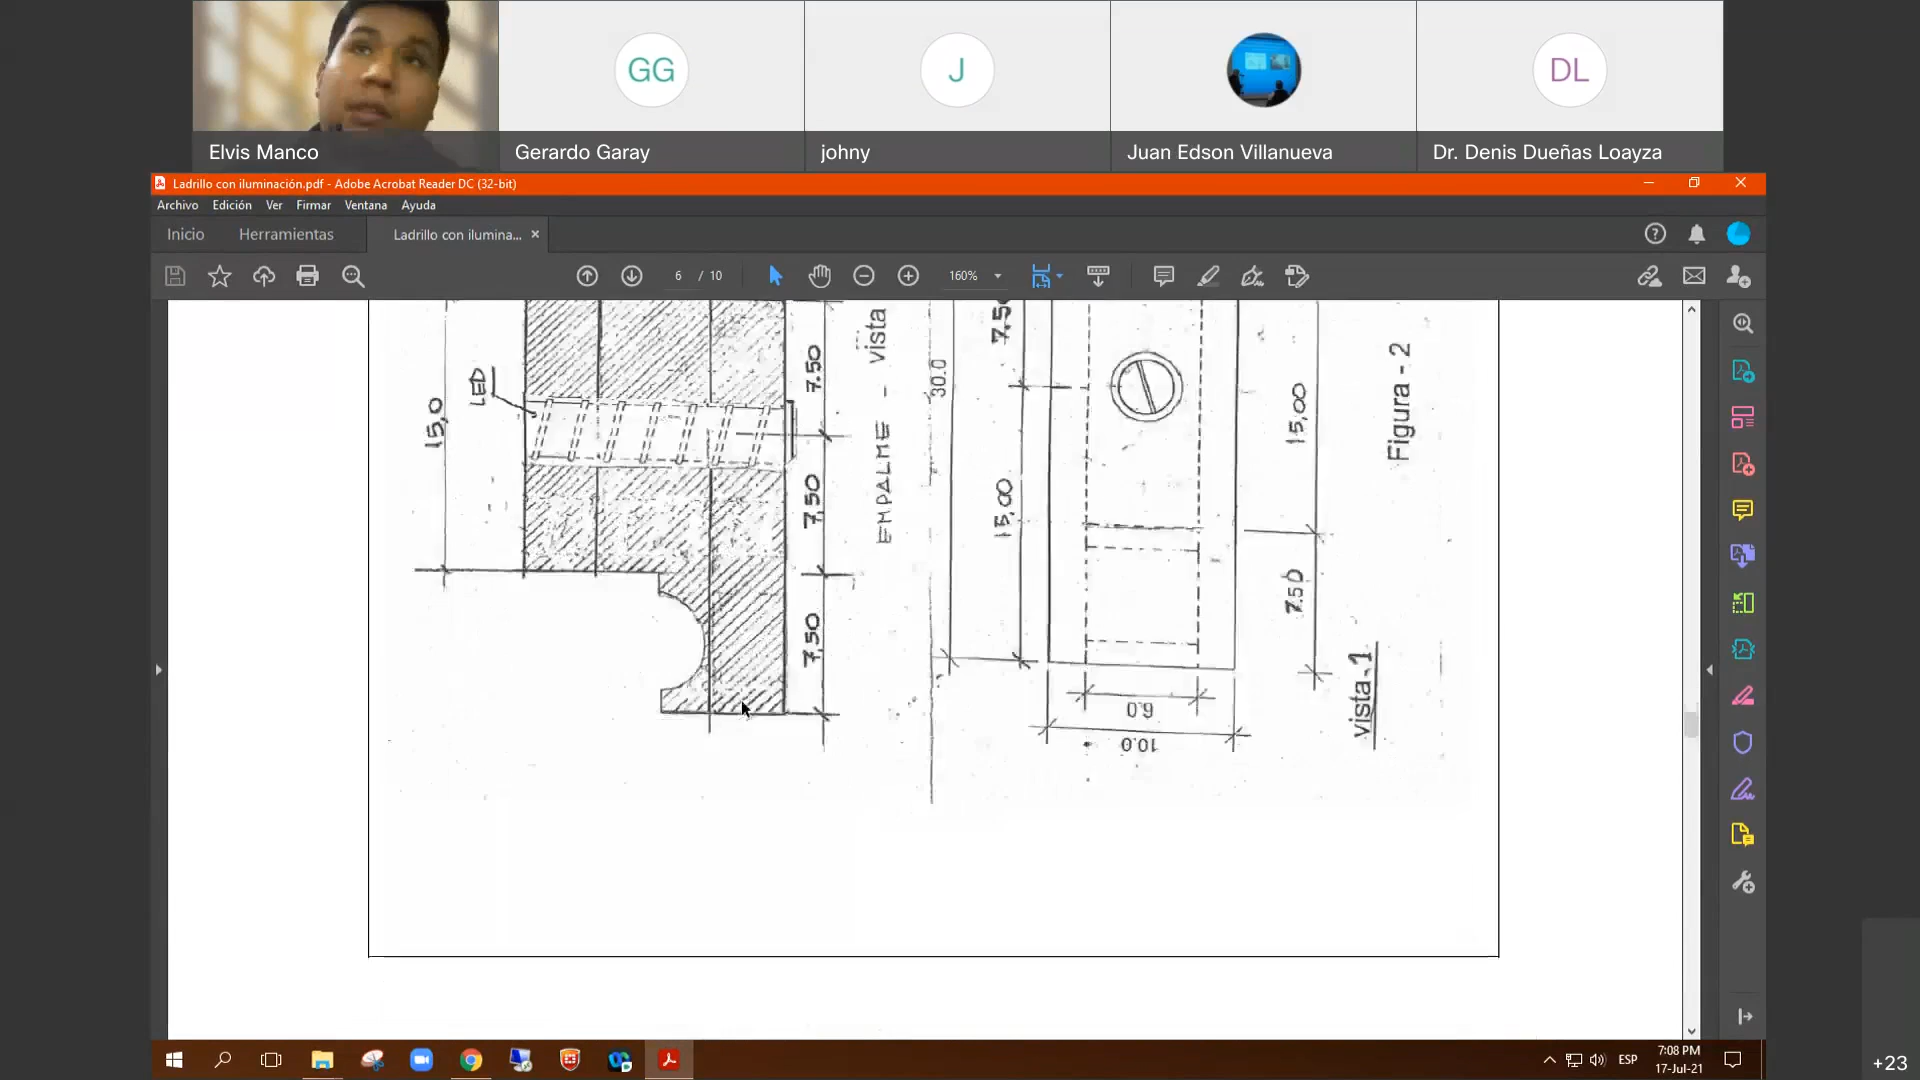 GG
J
DL
Elvis Manco
Gerardo Garay
johny
Juan Edson Villanueva
Dr. Denis Dueñas Loayza
Ladrillo con iluminación.pdf - Adobe Acrobat Reader DC (32-bit)
Archivo Edición Ver Firmar Ventana Ayuda
Inicio Herramientas Ladrillo con ilumina... ×
6 / 10 160%
15,0
LED
7.50
7,50
7,50
EMPALME - vista
30.0
7.50
15,00
6.0
10.0
15,00
7.50
Figura - 2
vista.1
ESP
7:08 PM
17-Jul-21
+23